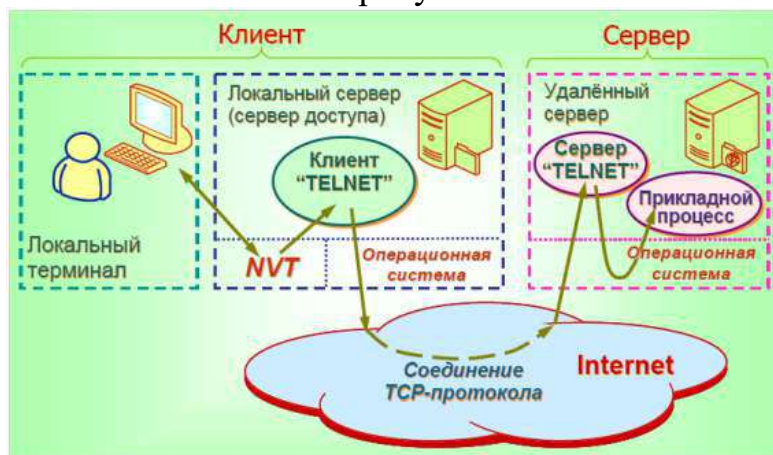 Клиент
Сервер
Локальный сервер
(сервер доступа)
Удалённый
сервер
Клиент
“TELNET”
Сервер
“TELNET”
Прикладной
процесс
Локальный
терминал
NVT
Операционная
система
Операционная
система
Internet
Соединение
TCP-протокола